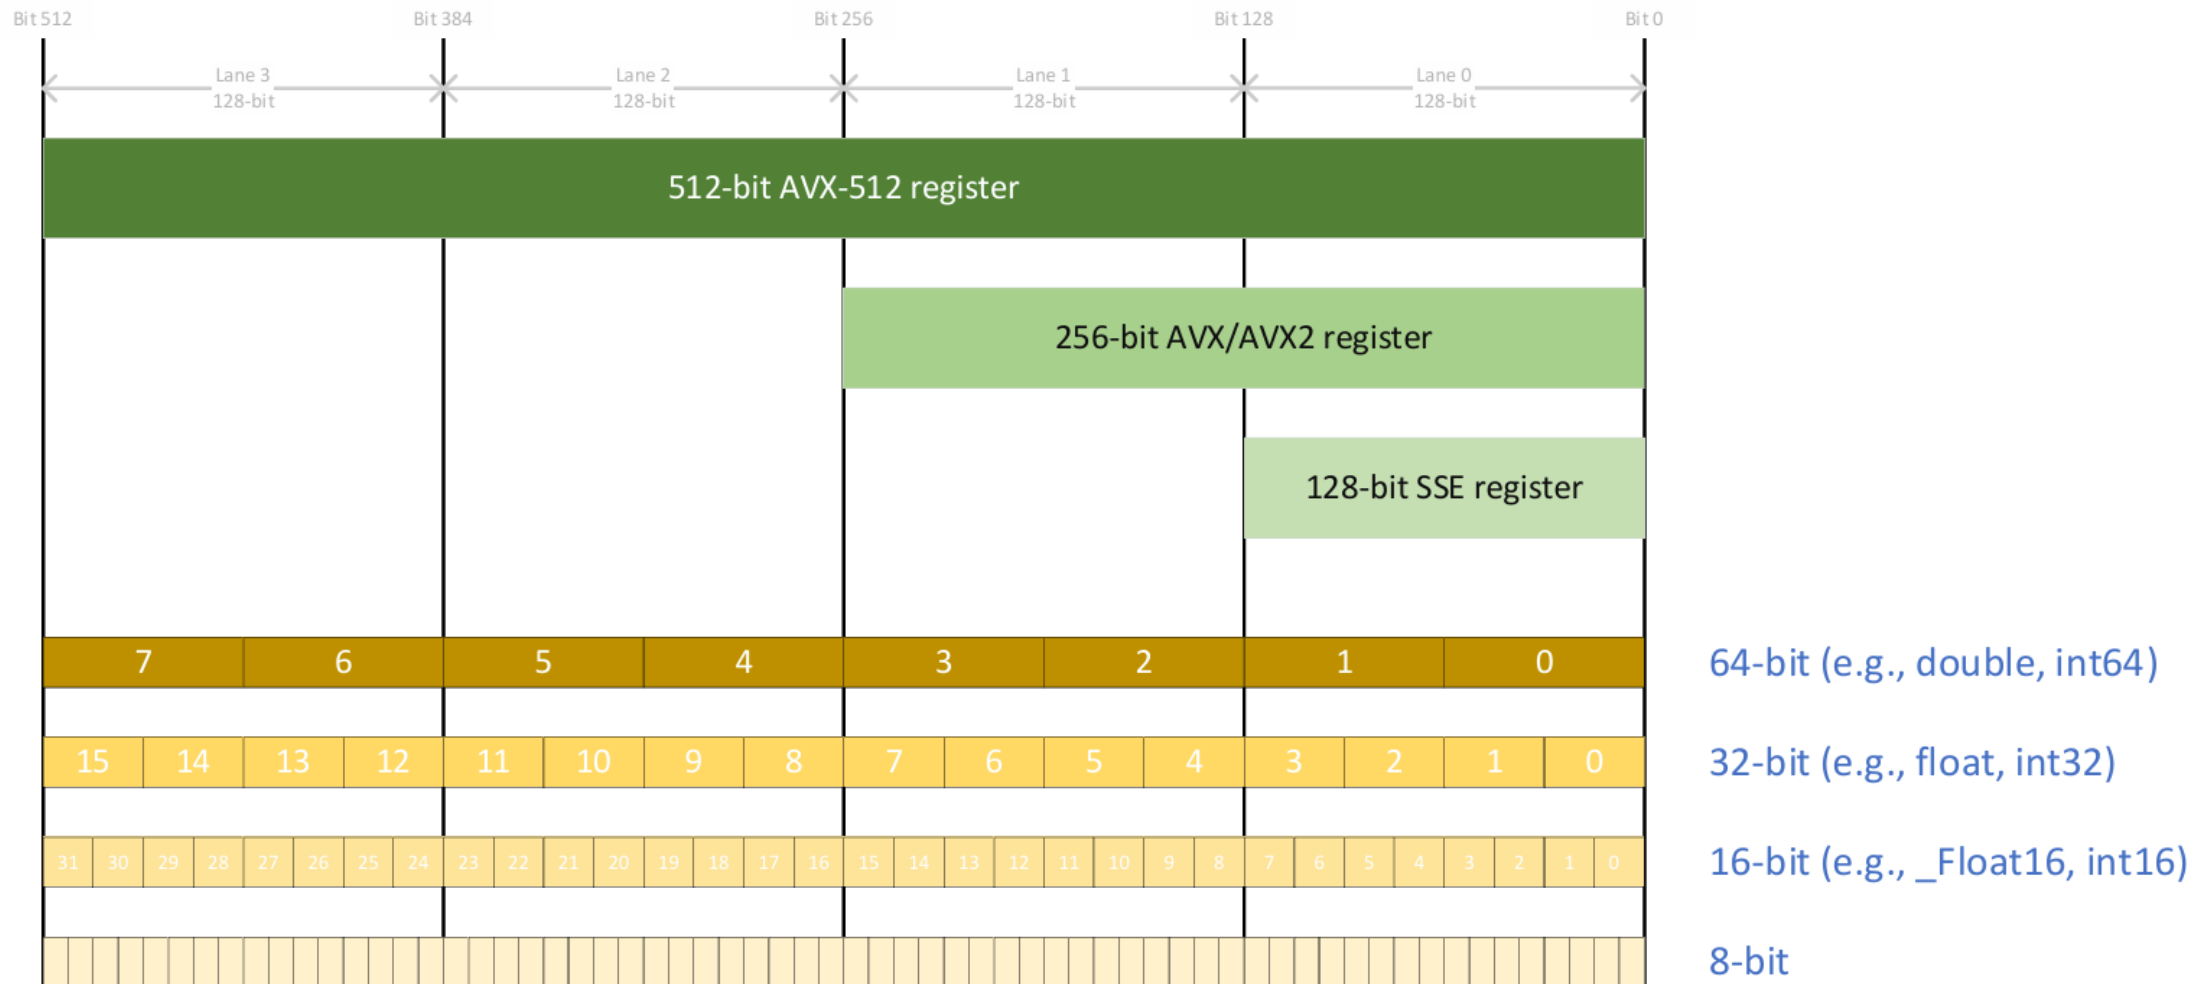 Bit 512 Bit 384 Bit 256 Bit 128 Bit 0
Lane 3 Lane 2 Lane 1 Lane 0
128-bit 128-bit 128-bit 128-bit
512-bit AVX-512 register
256-bit AVX/AVX2 register
128-bit SSE register
7 6 5 4 3 2 1 0 64-bit (e.g., double, int64)
15 14 13 12 11 10 9 8 7 6 5 4 3 2 1 0 32-bit (e.g., float, int32)
31 30 29 28 27 26 25 24 23 22 21 20 19 18 17 16 15 14 13 12 11 10 9 8 7 6 5 4 3 2 1 0 16-bit (e.g., _Float16, int16)
8-bit